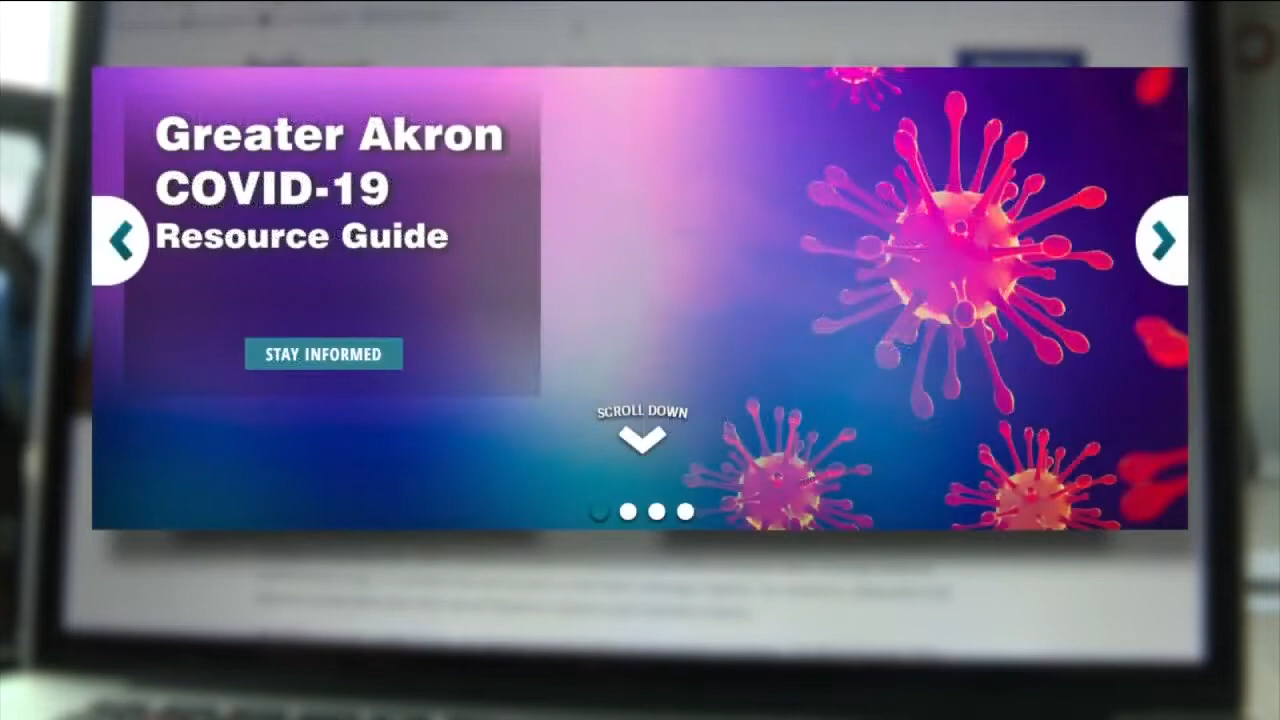 Greater Akron
COVID-19
Resource Guide
STAY INFORMED
SCROLL DOWN